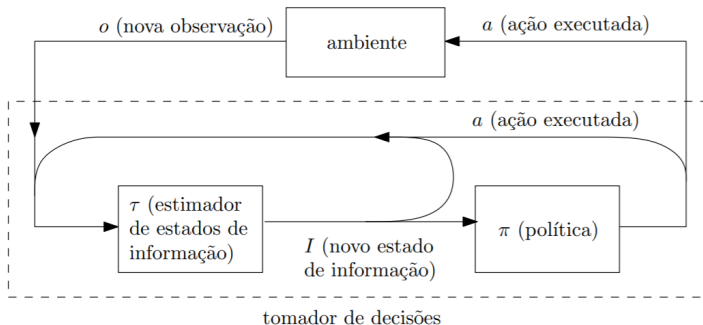 o (nova observação)
ambiente
a (ação executada)
a (ação executada)
τ (estimador
de estados de
informação)
I (novo estado
de informação)
π (política)
tomador de decisões